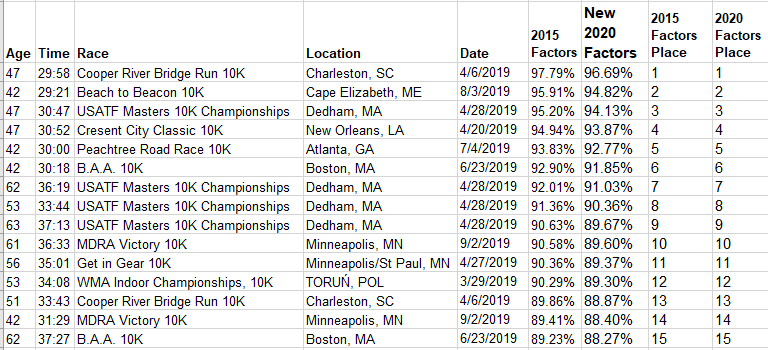 Age Time Race Location Date 2015 Factors New 2020 Factors 2015 Factors Place 2020 Factors Place
47 29:58 Cooper River Bridge Run 10K Charleston, SC 4/6/2019 97.79% 96.69% 1 1
42 29:21 Beach to Beacon 10K Cape Elizabeth, ME 8/3/2019 95.91% 94.82% 2 2
47 30:47 USATF Masters 10K Championships Dedham, MA 4/28/2019 95.20% 94.13% 3 3
47 30:52 Cresent City Classic 10K New Orleans, LA 4/20/2019 94.94% 93.87% 4 4
42 30:00 Peachtree Road Race 10K Atlanta, GA 7/4/2019 93.83% 92.77% 5 5
42 30:18 B.A.A. 10K Boston, MA 6/23/2019 92.90% 91.85% 6 6
62 36:19 USATF Masters 10K Championships Dedham, MA 4/28/2019 92.01% 91.03% 7 7
53 33:44 USATF Masters 10K Championships Dedham, MA 4/28/2019 91.36% 90.36% 8 8
63 37:13 USATF Masters 10K Championships Dedham, MA 4/28/2019 90.63% 89.67% 9 9
61 36:33 MDRA Victory 10K Minneapolis, MN 9/2/2019 90.58% 89.60% 10 10
56 35:01 Get in Gear 10K Minneapolis/St Paul, MN 4/27/2019 90.36% 89.37% 11 11
53 34:08 WMA Indoor Championships, 10K TORUŃ, POL 3/29/2019 90.29% 89.30% 12 12
51 33:43 Cooper River Bridge Run 10K Charleston, SC 4/6/2019 89.86% 88.87% 13 13
42 31:29 MDRA Victory 10K Minneapolis, MN 9/2/2019 89.41% 88.40% 14 14
62 37:27 B.A.A. 10K Boston, MA 6/23/2019 89.23% 88.27% 15 15